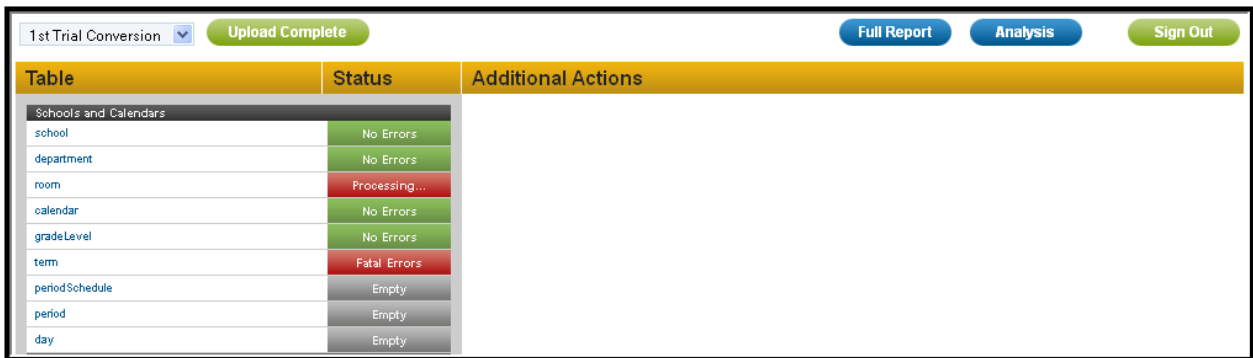 1st Trial Conversion Upload Complete Full Report Analysis Sign Out
Table Status Additional Actions
Schools and Calendars
school No Errors
department No Errors
room Processing...
calendar No Errors
gradeLevel No Errors
term Fatal Errors
periodSchedule Empty
period Empty
day Empty